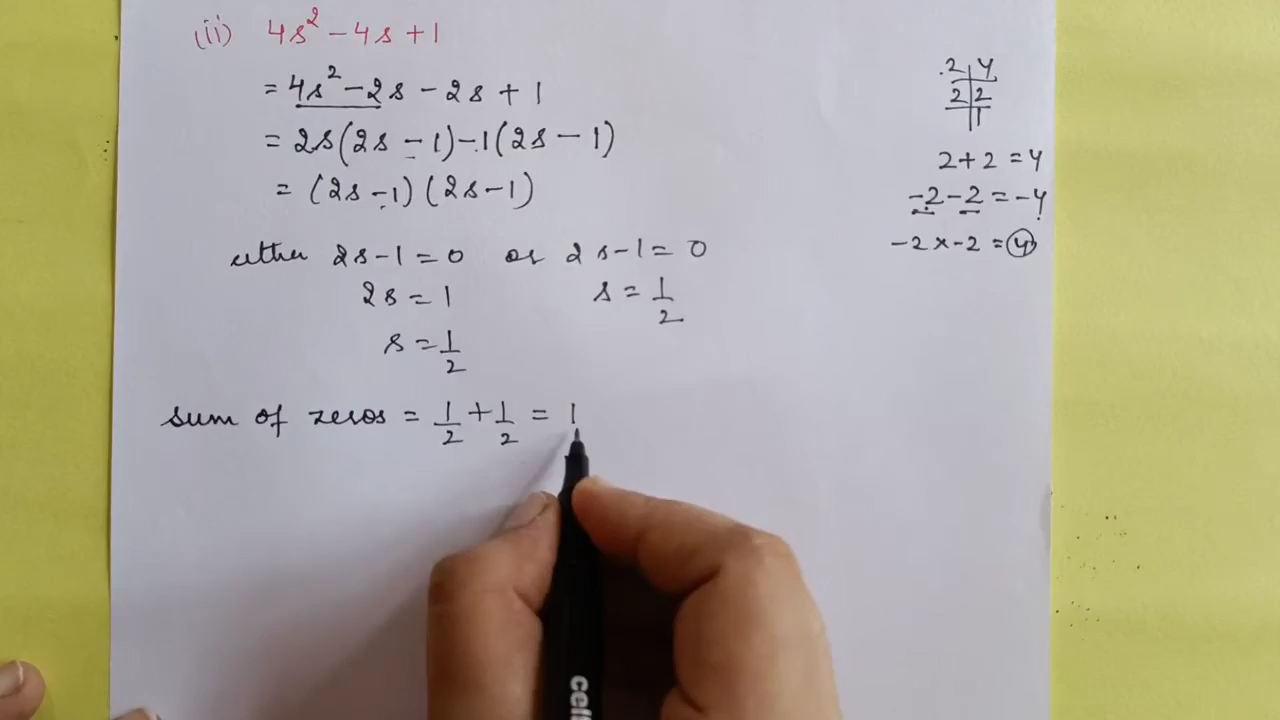 (ii) 4s² - 4s + 1
= 4s² - 2s - 2s + 1
= 2s(2s - 1) - 1(2s - 1)
= (2s - 1) (2s - 1)
either 2s - 1 = 0 or 2s - 1 = 0
2s = 1 s = 1/2
s = 1/2
sum of zeros = 1/2 + 1/2 = 1
2 | 4
2 | 2
1
2 + 2 = 4
-2 - 2 = -4
-2 × -2 = 4
cell